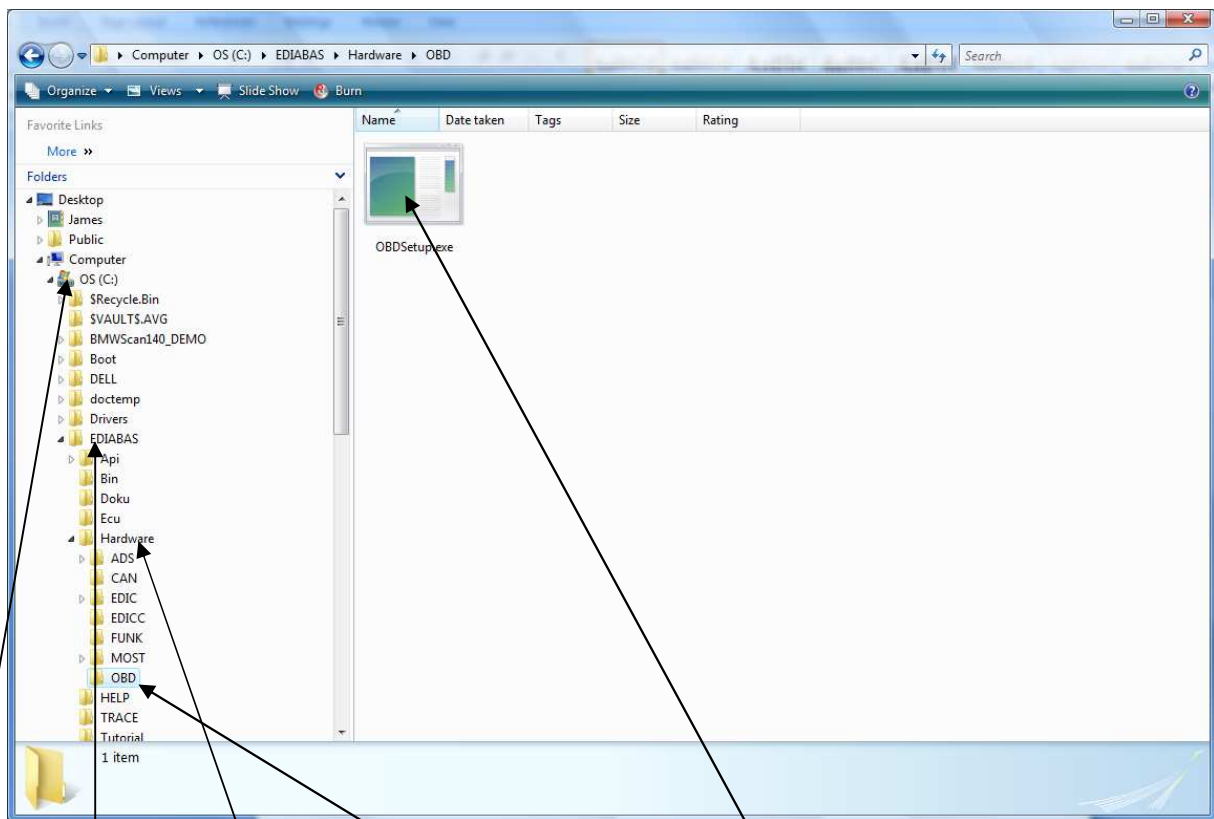 Computer ▸ OS (C:) ▸ EDIABAS ▸ Hardware ▸ OBD
Search
Organize Views Slide Show Burn
Favorite Links
More »
Folders
Name Date taken Tags Size Rating
Desktop
James
Public
Computer
OS (C:)
$Recycle.Bin
$VAULT$.AVG
BMWScan140_DEMO
Boot
DELL
doctemp
Drivers
EDIABAS
Api
Bin
Doku
Ecu
Hardware
ADS
CAN
EDIC
EDICC
FUNK
MOST
OBD
HELP
TRACE
Tutorial
OBDSetup.exe
1 item